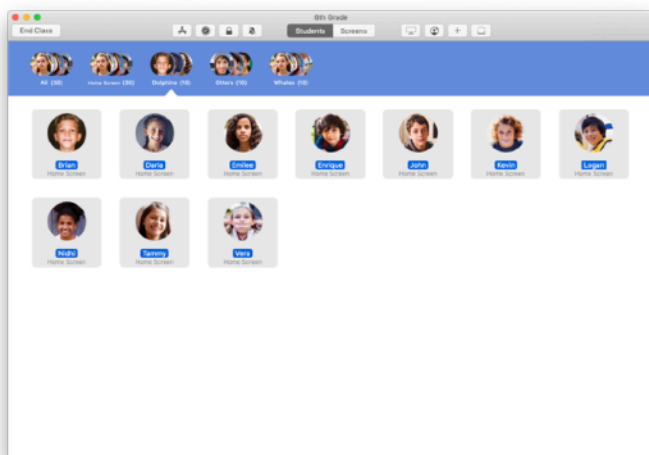 6th Grade
End Class
Students Screens
All (30) Home Screen (30) Dolphins (10) Otters (10) Whales (10)
Brian Darla Emilee Enrique John Kevin Logan
Home Screen Home Screen Home Screen Home Screen Home Screen Home Screen Home Screen
Nidhi Tammy Vera
Home Screen Home Screen Home Screen